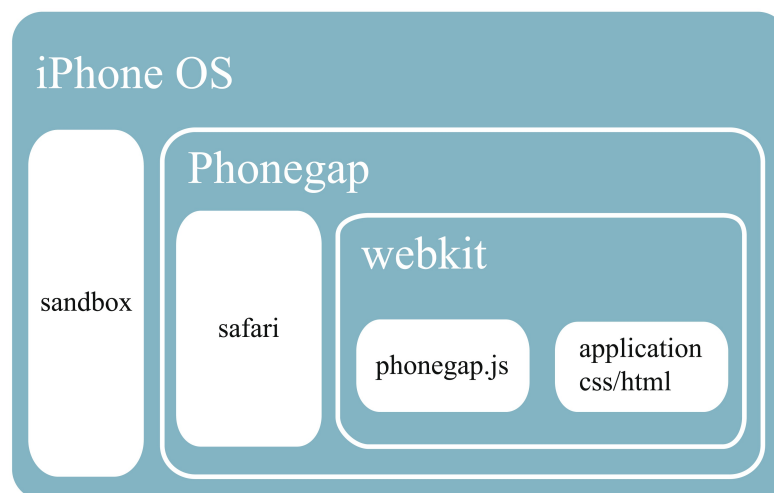 iPhone OS
Phonegap
webkit
sandbox
safari
phonegap.js
application
css/html